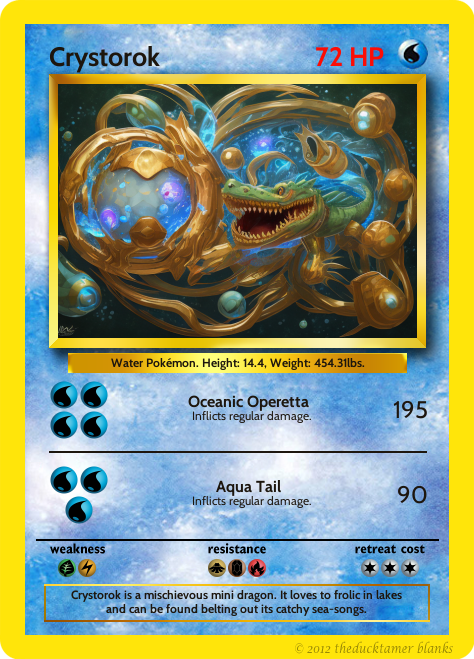 Crystorok
72 HP
Water Pokémon. Height: 14.4, Weight: 454.31lbs.
Oceanic Operetta
Inflicts regular damage.
195
Aqua Tail
Inflicts regular damage.
90
weakness
resistance
retreat cost
Crystorok is a mischievous mini dragon. It loves to frolic in lakes
and can be found belting out its catchy sea-songs.
© 2012 theducktamer blanks